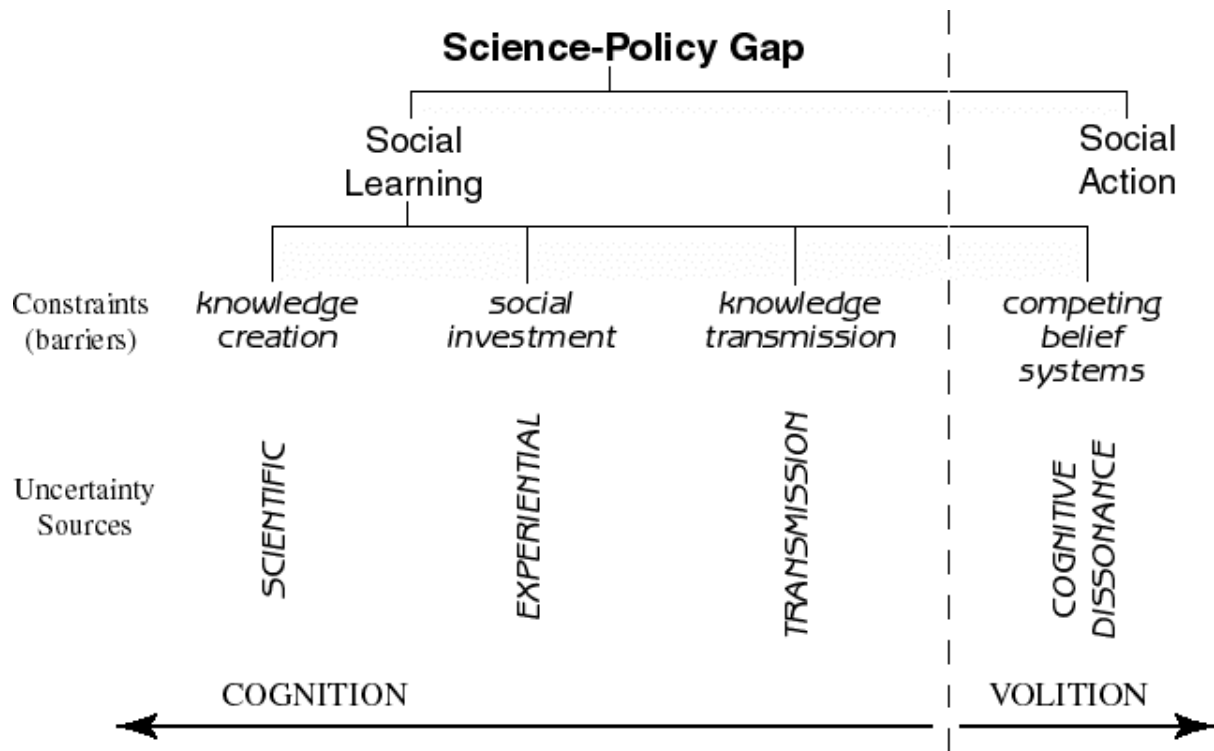 Science-Policy Gap
Social
Learning
Social
Action
Constraints
(barriers)
knowledge
creation
social
investment
knowledge
transmission
competing
belief
systems
Uncertainty
Sources
SCIENTIFIC
EXPERIENTIAL
TRANSMISSION
COGNITIVE
DISSONANCE
COGNITION
VOLITION